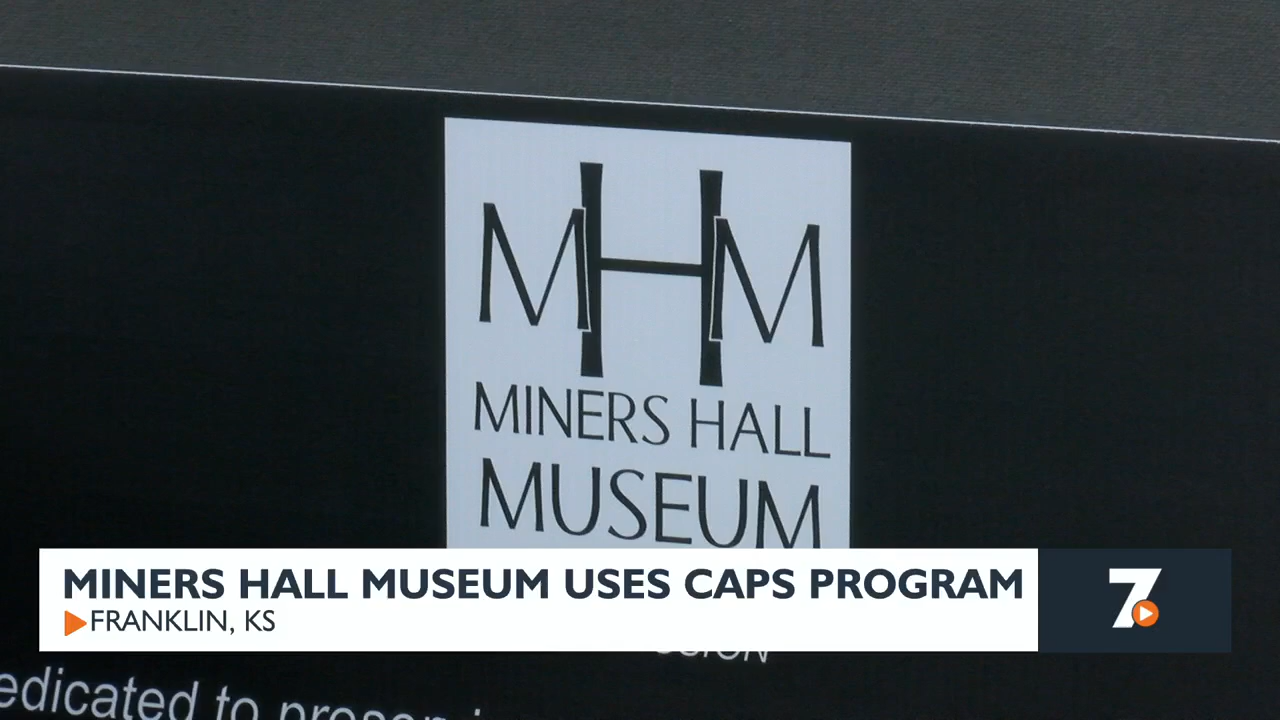 MHM
MINERS HALL
MUSEUM
MINERS HALL MUSEUM USES CAPS PROGRAM
FRANKLIN, KS
7
edicated to